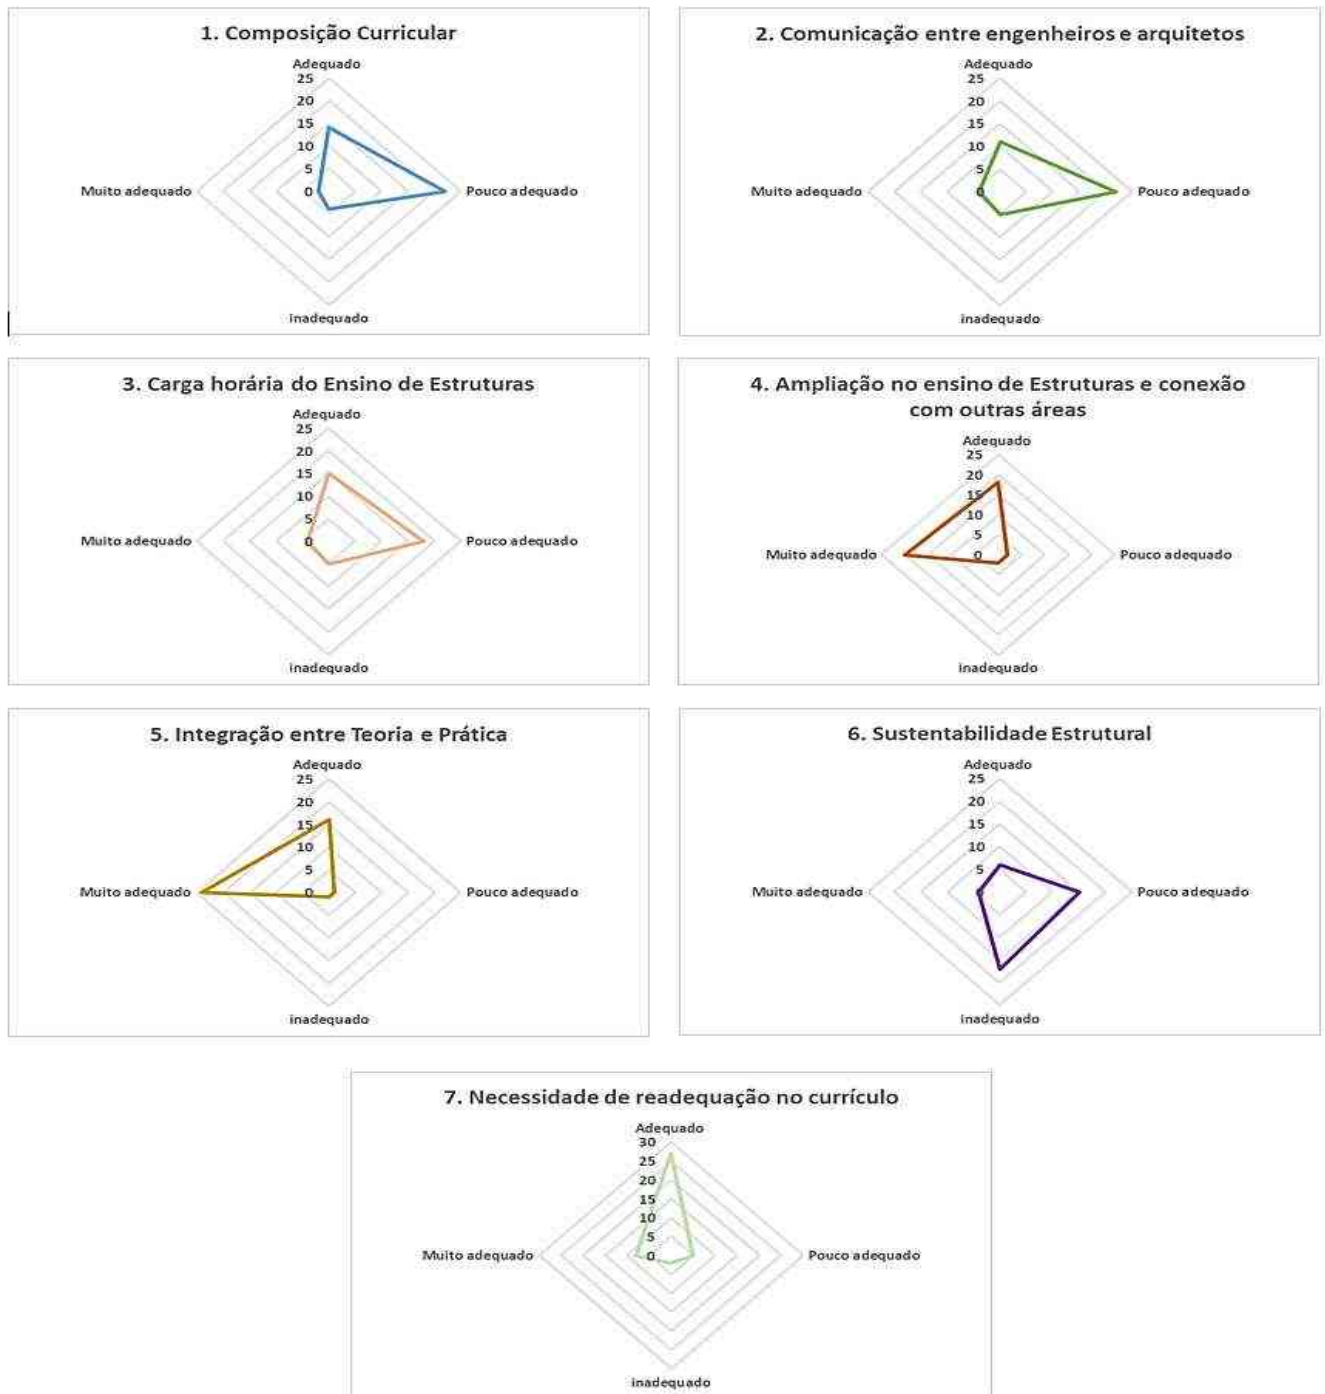 1. Composição Curricular
Adequado
25
20
15
10
5
0
Muito adequado
Pouco adequado
inadequado
2. Comunicação entre engenheiros e arquitetos
Adequado
25
20
15
10
5
0
Muito adequado
Pouco adequado
inadequado
3. Carga horária do Ensino de Estruturas
Adequado
25
20
15
10
5
0
Muito adequado
Pouco adequado
inadequado
4. Ampliação no ensino de Estruturas e conexão
com outras áreas
Adequado
25
20
15
10
5
0
Muito adequado
Pouco adequado
inadequado
5. Integração entre Teoria e Prática
Adequado
25
20
15
10
5
0
Muito adequado
Pouco adequado
inadequado
6. Sustentabilidade Estrutural
Adequado
25
20
15
10
5
0
Muito adequado
Pouco adequado
inadequado
7. Necessidade de readequação no currículo
Adequado
30
25
20
15
10
5
0
Muito adequado
Pouco adequado
inadequado